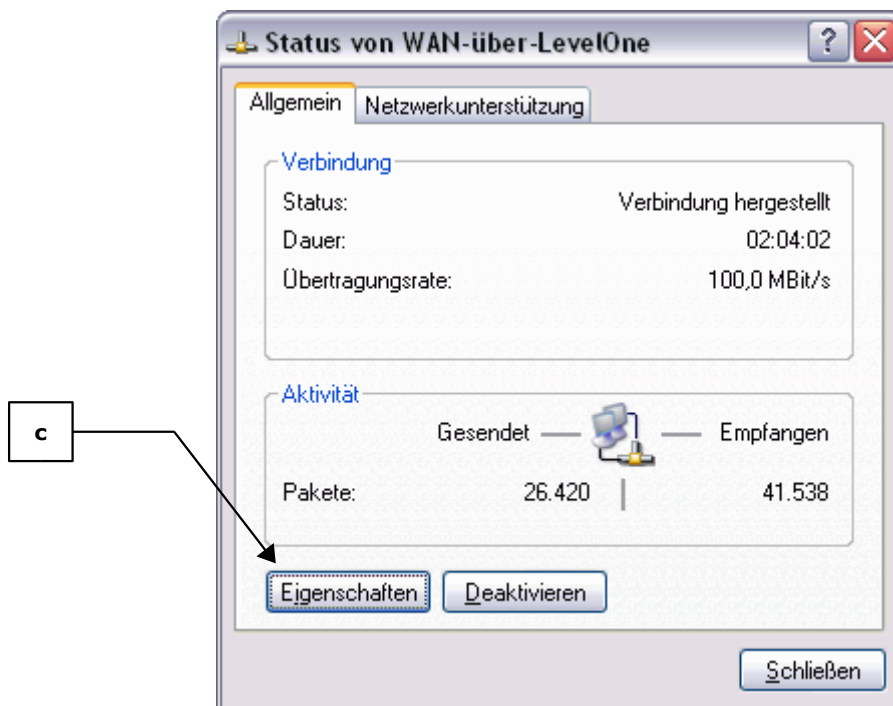 Status von WAN-über-LevelOne
Allgemein
Netzwerkunterstützung
Verbindung
Status: Verbindung hergestellt
Dauer: 02:04:02
Übertragungsrate: 100,0 MBit/s
Aktivität
Gesendet Empfangen
Pakete: 26.420 41.538
c
Eigenschaften Deaktivieren
Schließen